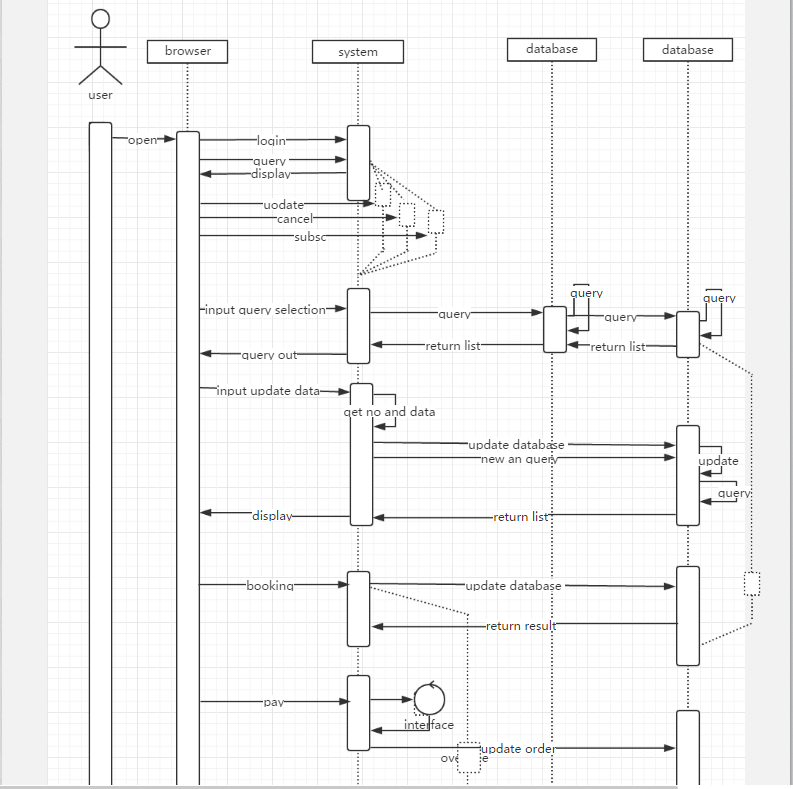 browser
system
database
database
user
open
login
query
display
uodate
cancel
subsc
query
query
input query selection
query
query
return list
return list
query out
input update data
get no and data
update database
new an query
update
query
display
return list
booking
update database
return result
pay
interface
update order